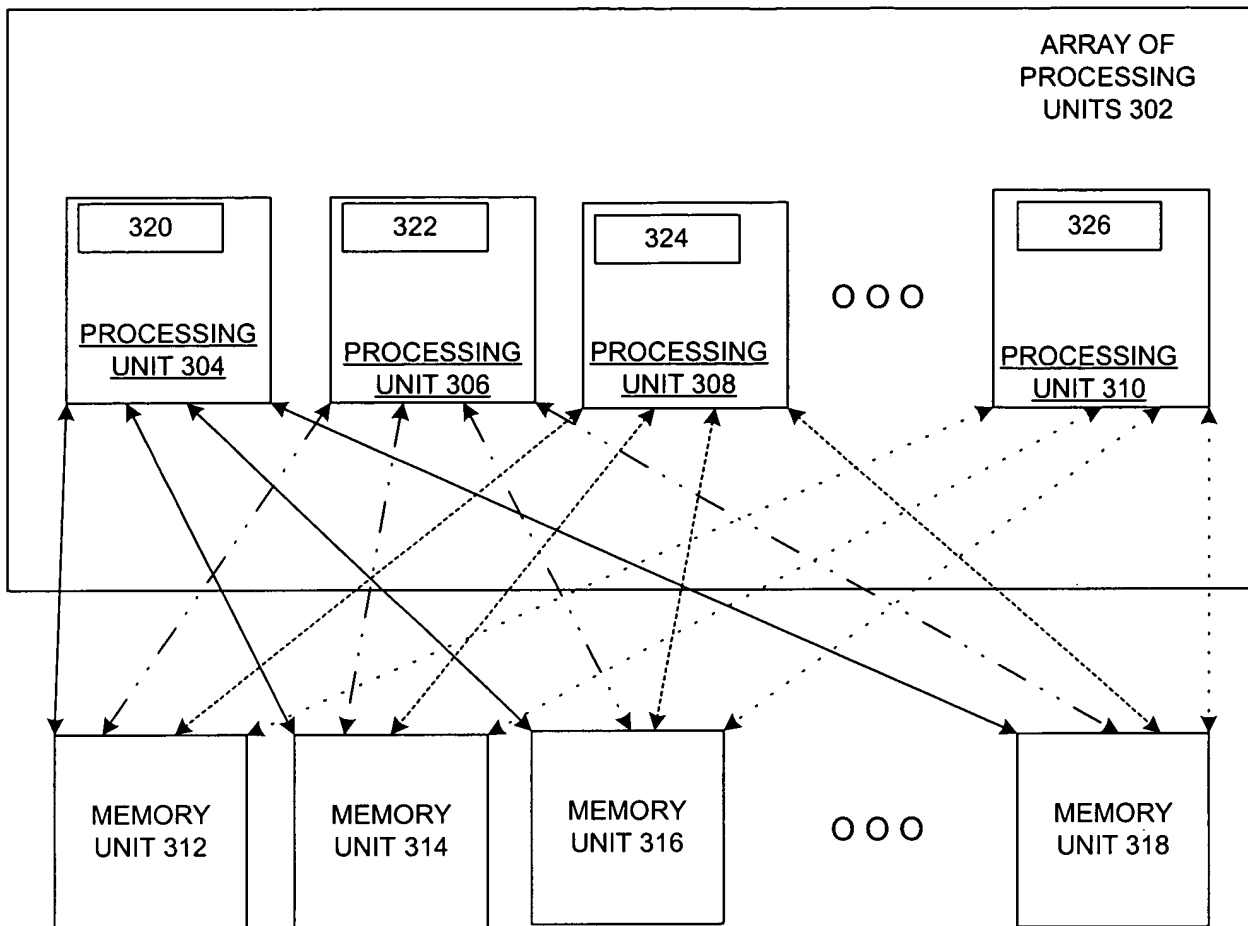 ARRAY OF
PROCESSING
UNITS 302
320
322
324
326
O O O
PROCESSING
UNIT 304
PROCESSING
UNIT 306
PROCESSING
UNIT 308
PROCESSING
UNIT 310
MEMORY
UNIT 312
MEMORY
UNIT 314
MEMORY
UNIT 316
O O O
MEMORY
UNIT 318